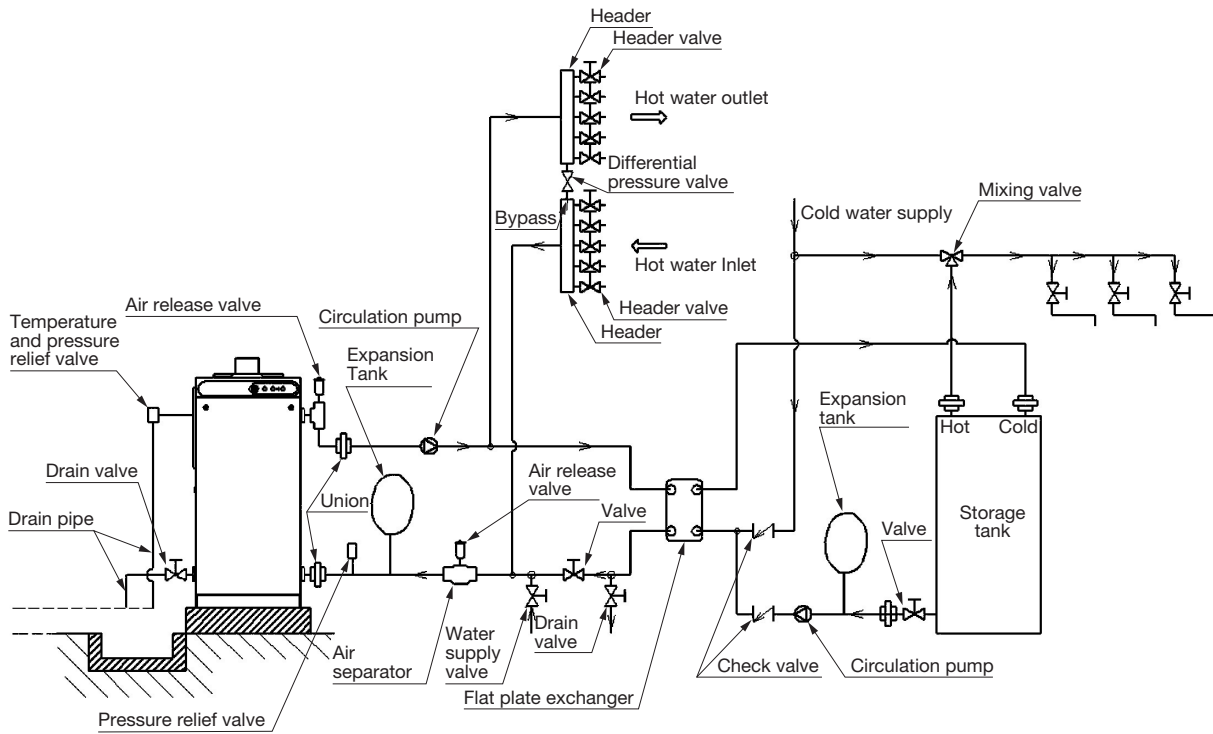 Header
Header valve
Hot water outlet
Differential
pressure valve
Bypass
Hot water Inlet
Header valve
Header
Cold water supply
Mixing valve
Air release valve
Circulation pump
Temperature
and pressure
relief valve
Expansion
Tank
Expansion
tank
Hot
Cold
Drain valve
Drain pipe
Union
Air release
valve
Valve
Valve
Storage
tank
Water
supply
valve
Drain
valve
Air
separator
Check valve
Circulation pump
Flat plate exchanger
Pressure relief valve